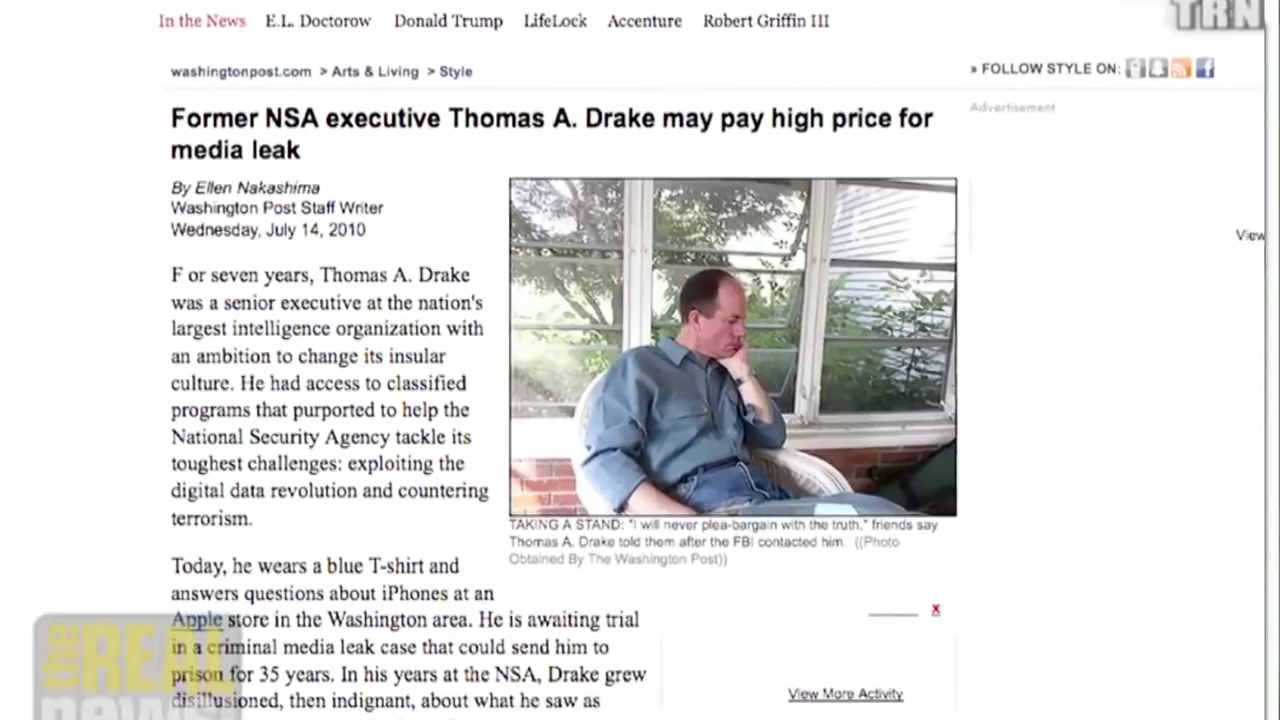 In the News E.L. Doctorow Donald Trump LifeLock Accenture Robert Griffin III
TRN
washingtonpost.com > Arts & Living > Style
» FOLLOW STYLE ON:
Advertisement
Former NSA executive Thomas A. Drake may pay high price for
media leak
By Ellen Nakashima
Washington Post Staff Writer
Wednesday, July 14, 2010
View
F or seven years, Thomas A. Drake
was a senior executive at the nation's
largest intelligence organization with
an ambition to change its insular
culture. He had access to classified
programs that purported to help the
National Security Agency tackle its
toughest challenges: exploiting the
digital data revolution and countering
terrorism.
TAKING A STAND: "I will never plea-bargain with the truth," friends say
Thomas A. Drake told them after the FBI contacted him. ((Photo
Obtained By The Washington Post))
Today, he wears a blue T-shirt and
answers questions about iPhones at an
Apple store in the Washington area. He is awaiting trial
in a criminal media leak case that could send him to
prison for 35 years. In his years at the NSA, Drake grew
disillusioned, then indignant, about what he saw as
x
View More Activity
the REAL
news